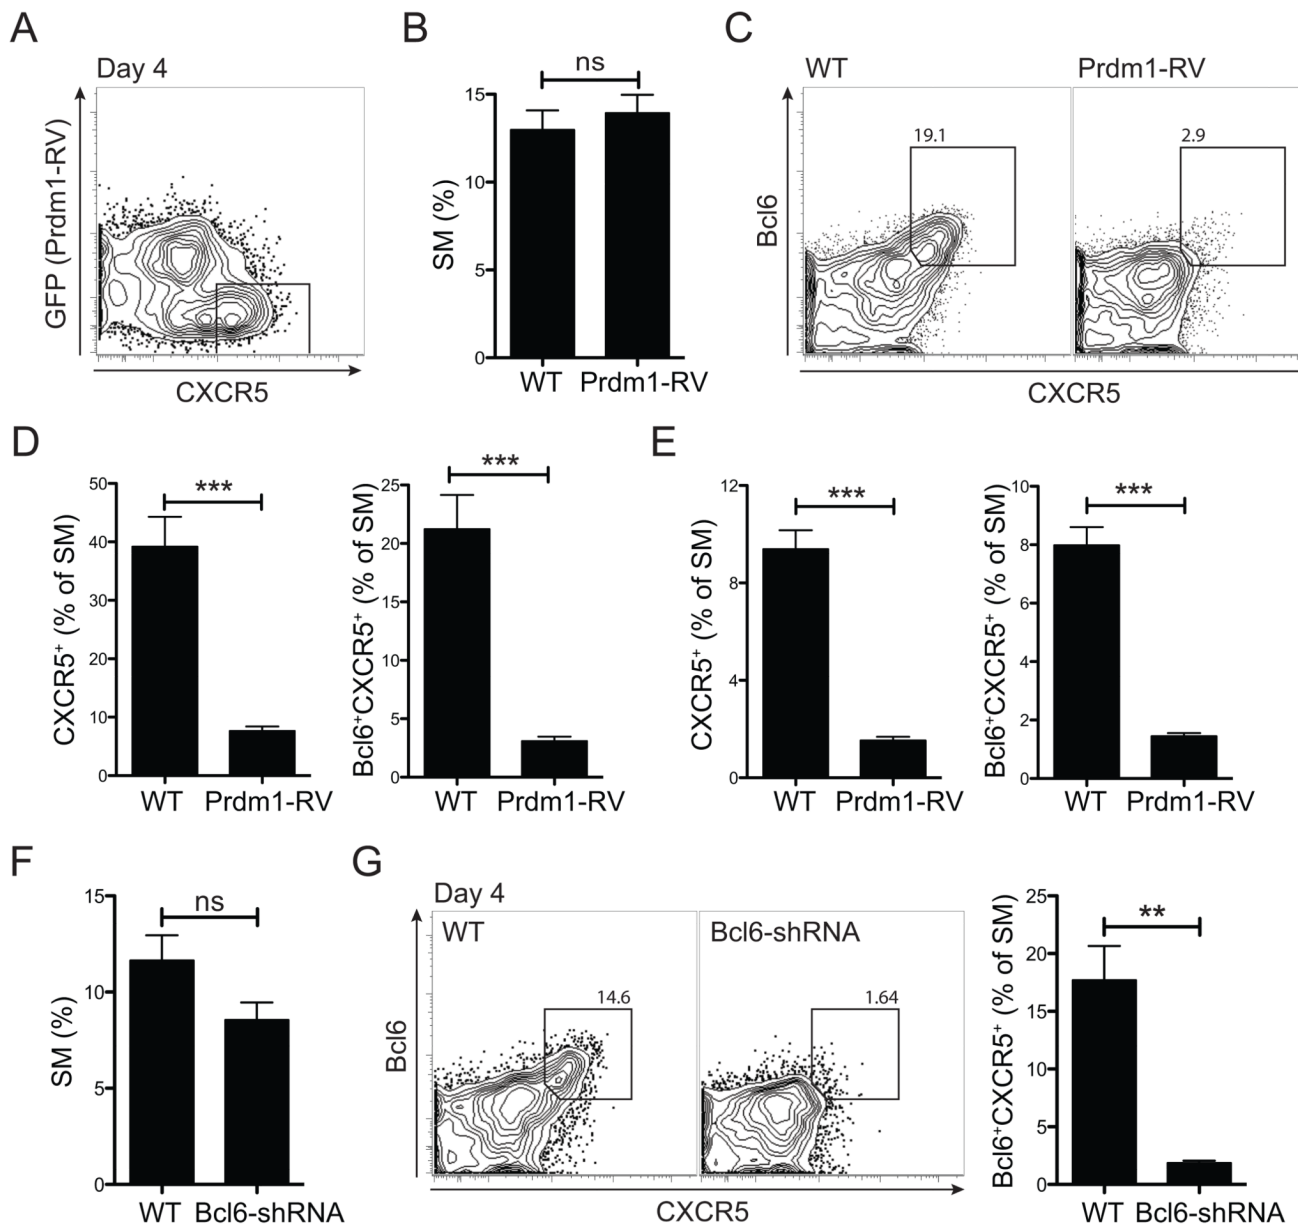 A
Day 4
GFP (Prdm1-RV)
CXCR5
B
ns
SM (%)
15
10
5
0
WT Prdm1-RV
C
WT Prdm1-RV
Bcl6
19.1
2.9
CXCR5
D
***
CXCR5⁺ (% of SM)
50
40
30
20
10
0
WT Prdm1-RV
***
Bcl6⁺CXCR5⁺ (% of SM)
25
20
15
10
5
0
WT Prdm1-RV
E
***
CXCR5⁺ (% of SM)
12
8
4
0
WT Prdm1-RV
***
Bcl6⁺CXCR5⁺ (% of SM)
10
8
6
4
2
0
WT Prdm1-RV
F
ns
SM (%)
15
10
5
0
WT Bcl6-shRNA
G
Day 4
WT
Bcl6-shRNA
Bcl6
14.6
1.64
CXCR5
**
Bcl6⁺CXCR5⁺ (% of SM)
25
20
15
10
5
0
WT Bcl6-shRNA